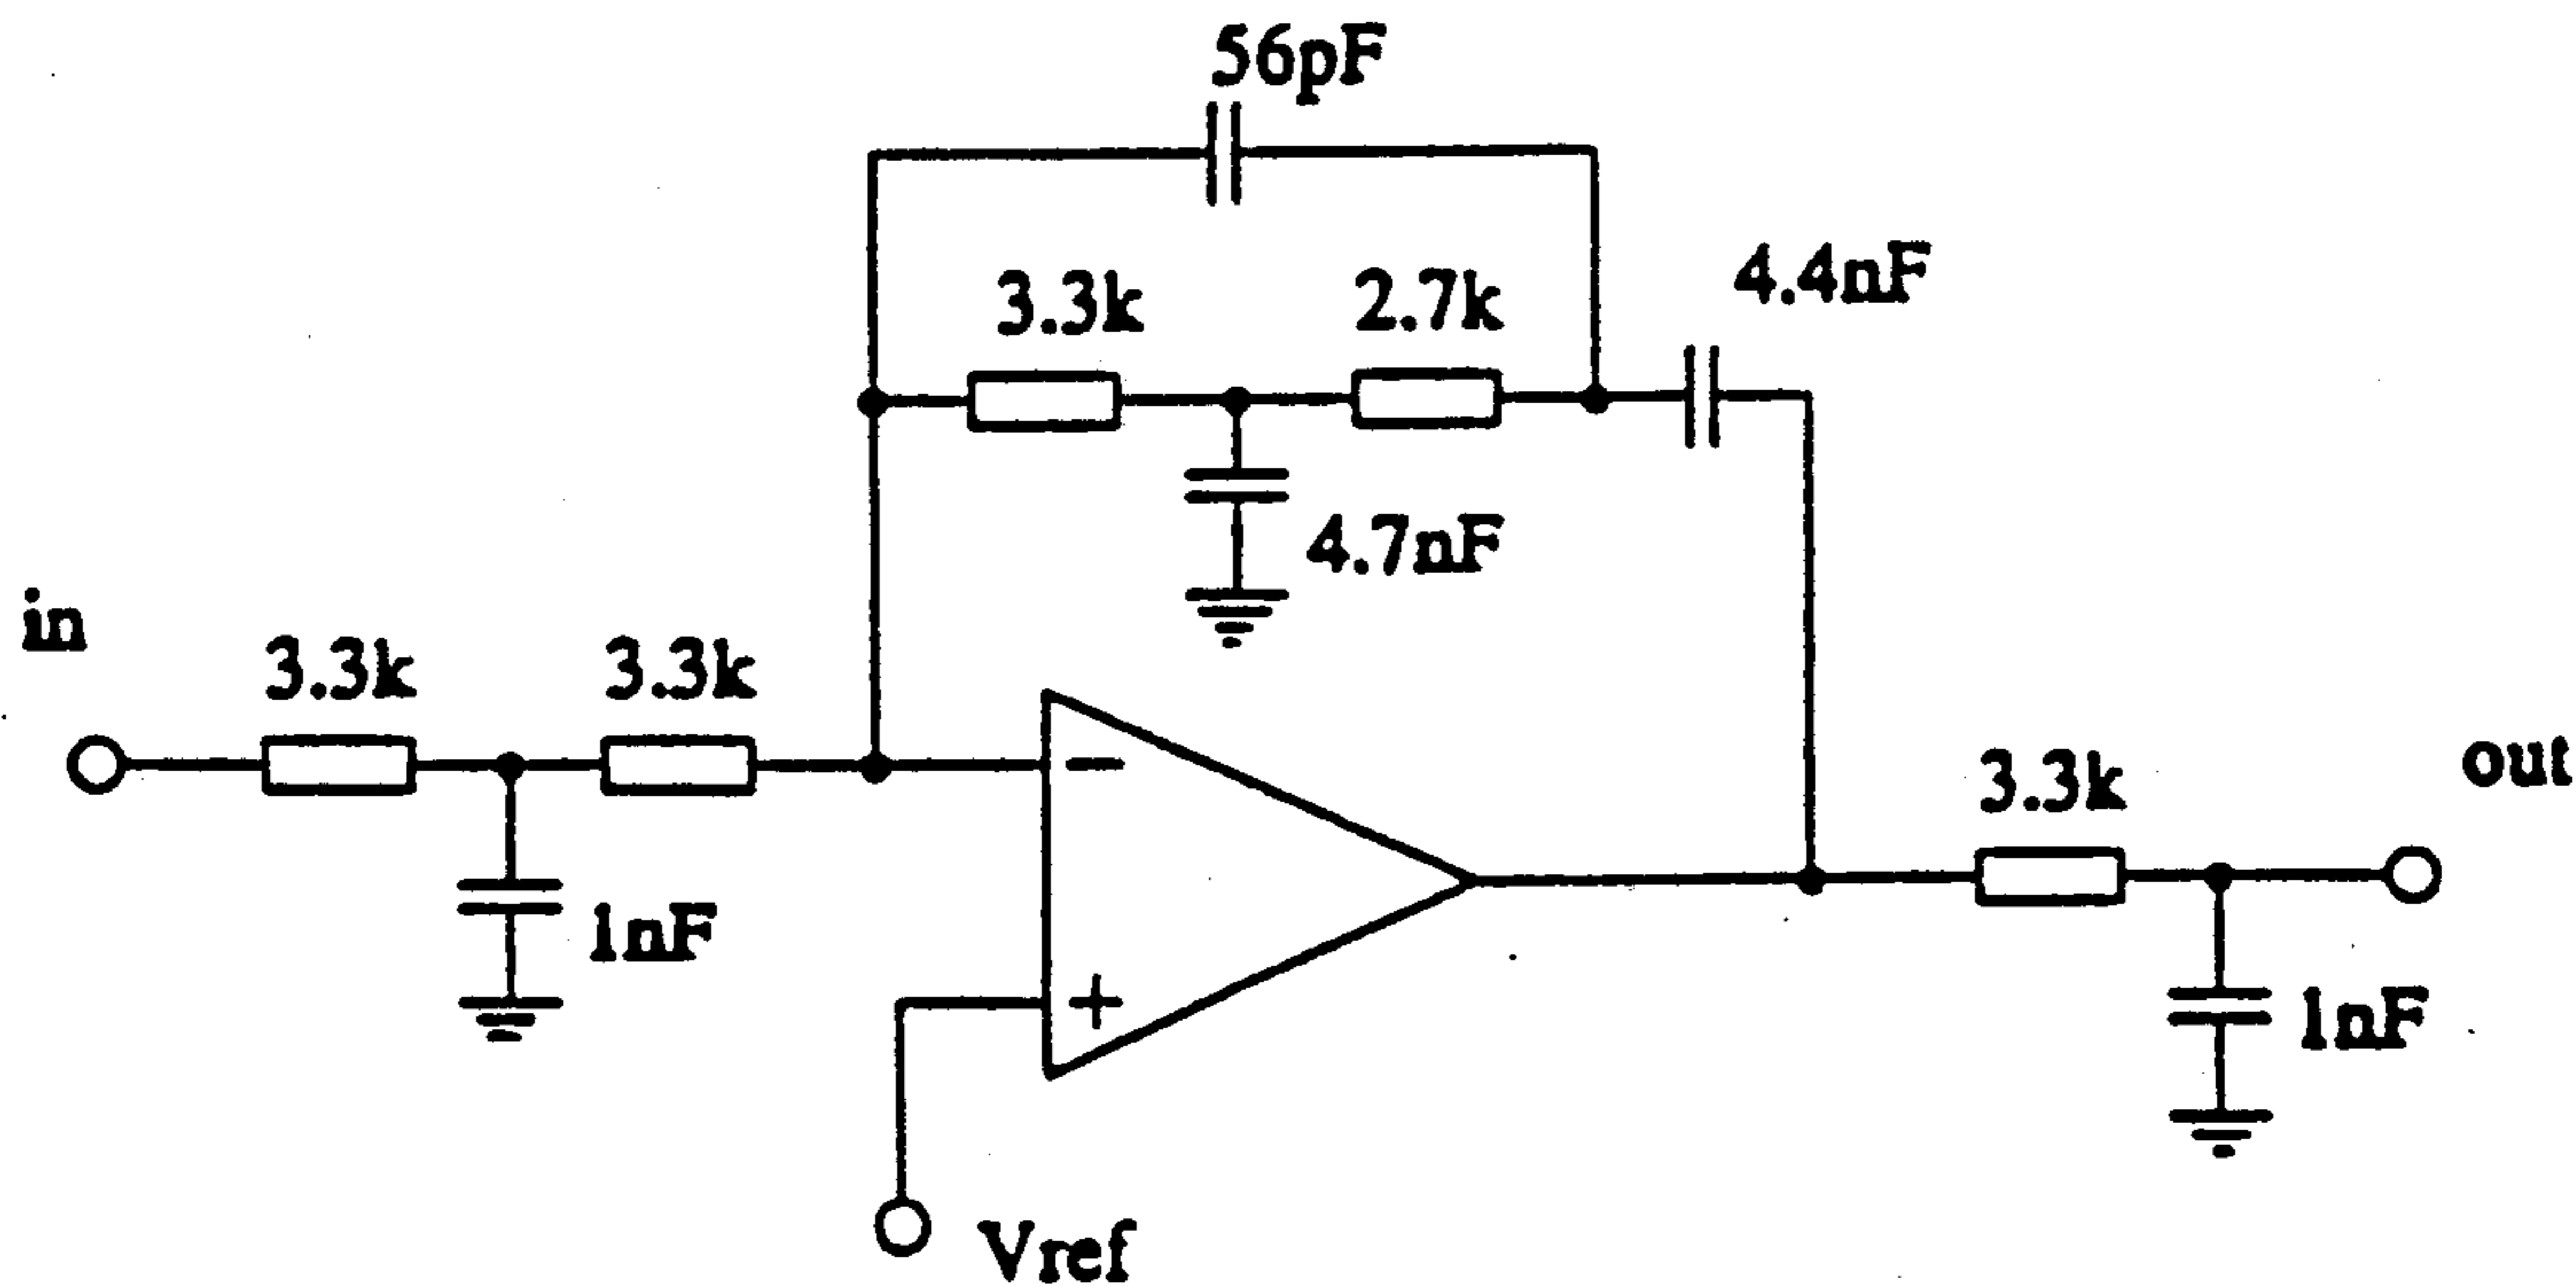 56pF
3.3k
2.7k
4.4nF
4.7nF
in
3.3k
3.3k
1nF
−
+
Vref
3.3k
out
1nF